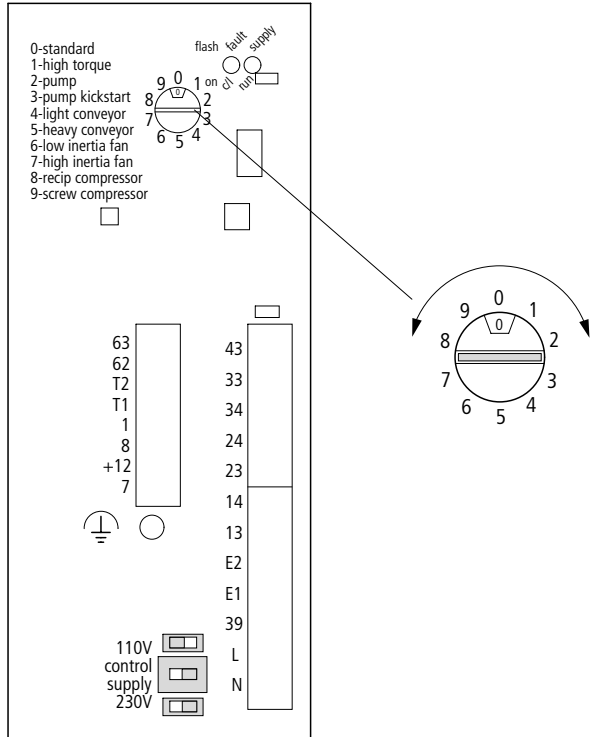 0-standard
1-high torque
2-pump
3-pump kickstart
4-light conveyor
5-heavy conveyor
6-low inertia fan
7-high inertia fan
8-recip compressor
9-screw compressor
flash fault supply
c/l run
on
0
1
2
3
4
5
6
7
8
9
0
0
1
2
3
4
5
6
7
8
9
0
63
62
T2
T1
1
8
+12
7
43
33
34
24
23
14
13
E2
E1
39
L
N
110V
control
supply
230V